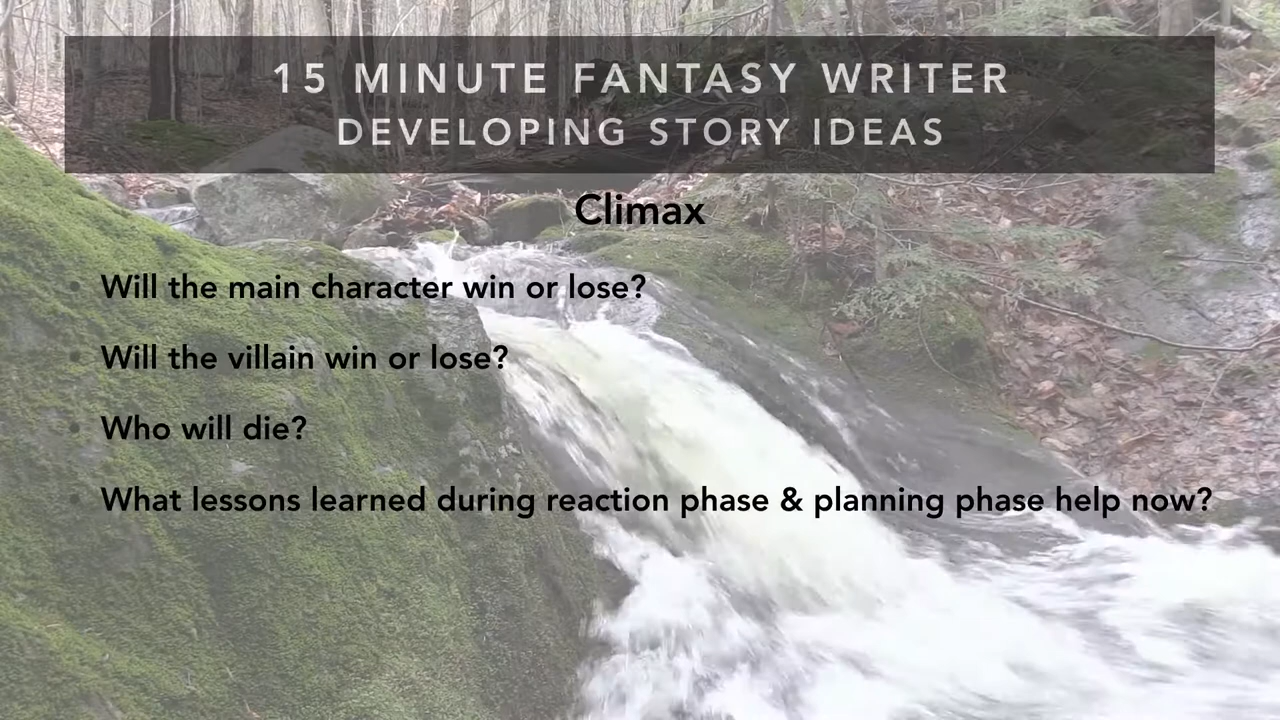 15 MINUTE FANTASY WRITER
DEVELOPING STORY IDEAS
Climax
• Will the main character win or lose?
• Will the villain win or lose?
• Who will die?
• What lessons learned during reaction phase & planning phase help now?